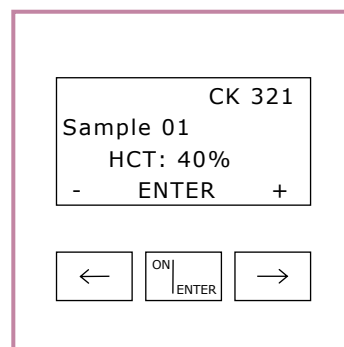 CK 321
Sample 01
HCT: 40%
- ENTER +
ON
ENTER